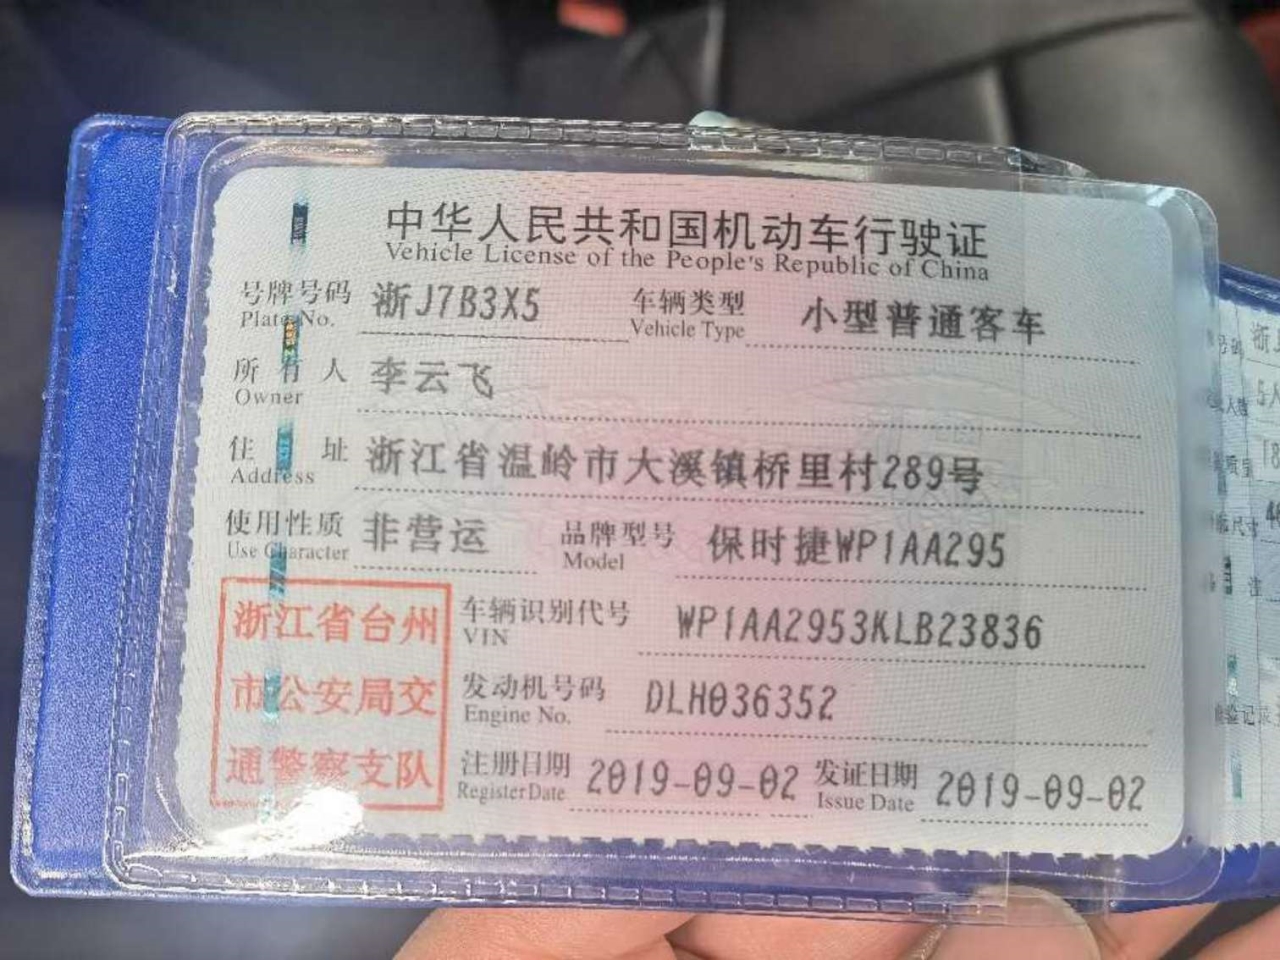 中华人民共和国机动车行驶证
Vehicle License of the People's Republic of China
号牌号码 浙J7B3X5 车辆类型 小型普通客车
Plate No. Vehicle Type
所有人 李云飞
Owner
住址 浙江省温岭市大溪镇桥里村289号
Address
使用性质 非营运 品牌型号 保时捷WP1AA295
Use Character Model
浙江省台州
市公安局交
通警察支队
车辆识别代号 WP1AA2953KLB23836
VIN
发动机号码 DLH036352
Engine No.
注册日期 2019-09-02 发证日期 2019-09-02
Register Date Issue Date